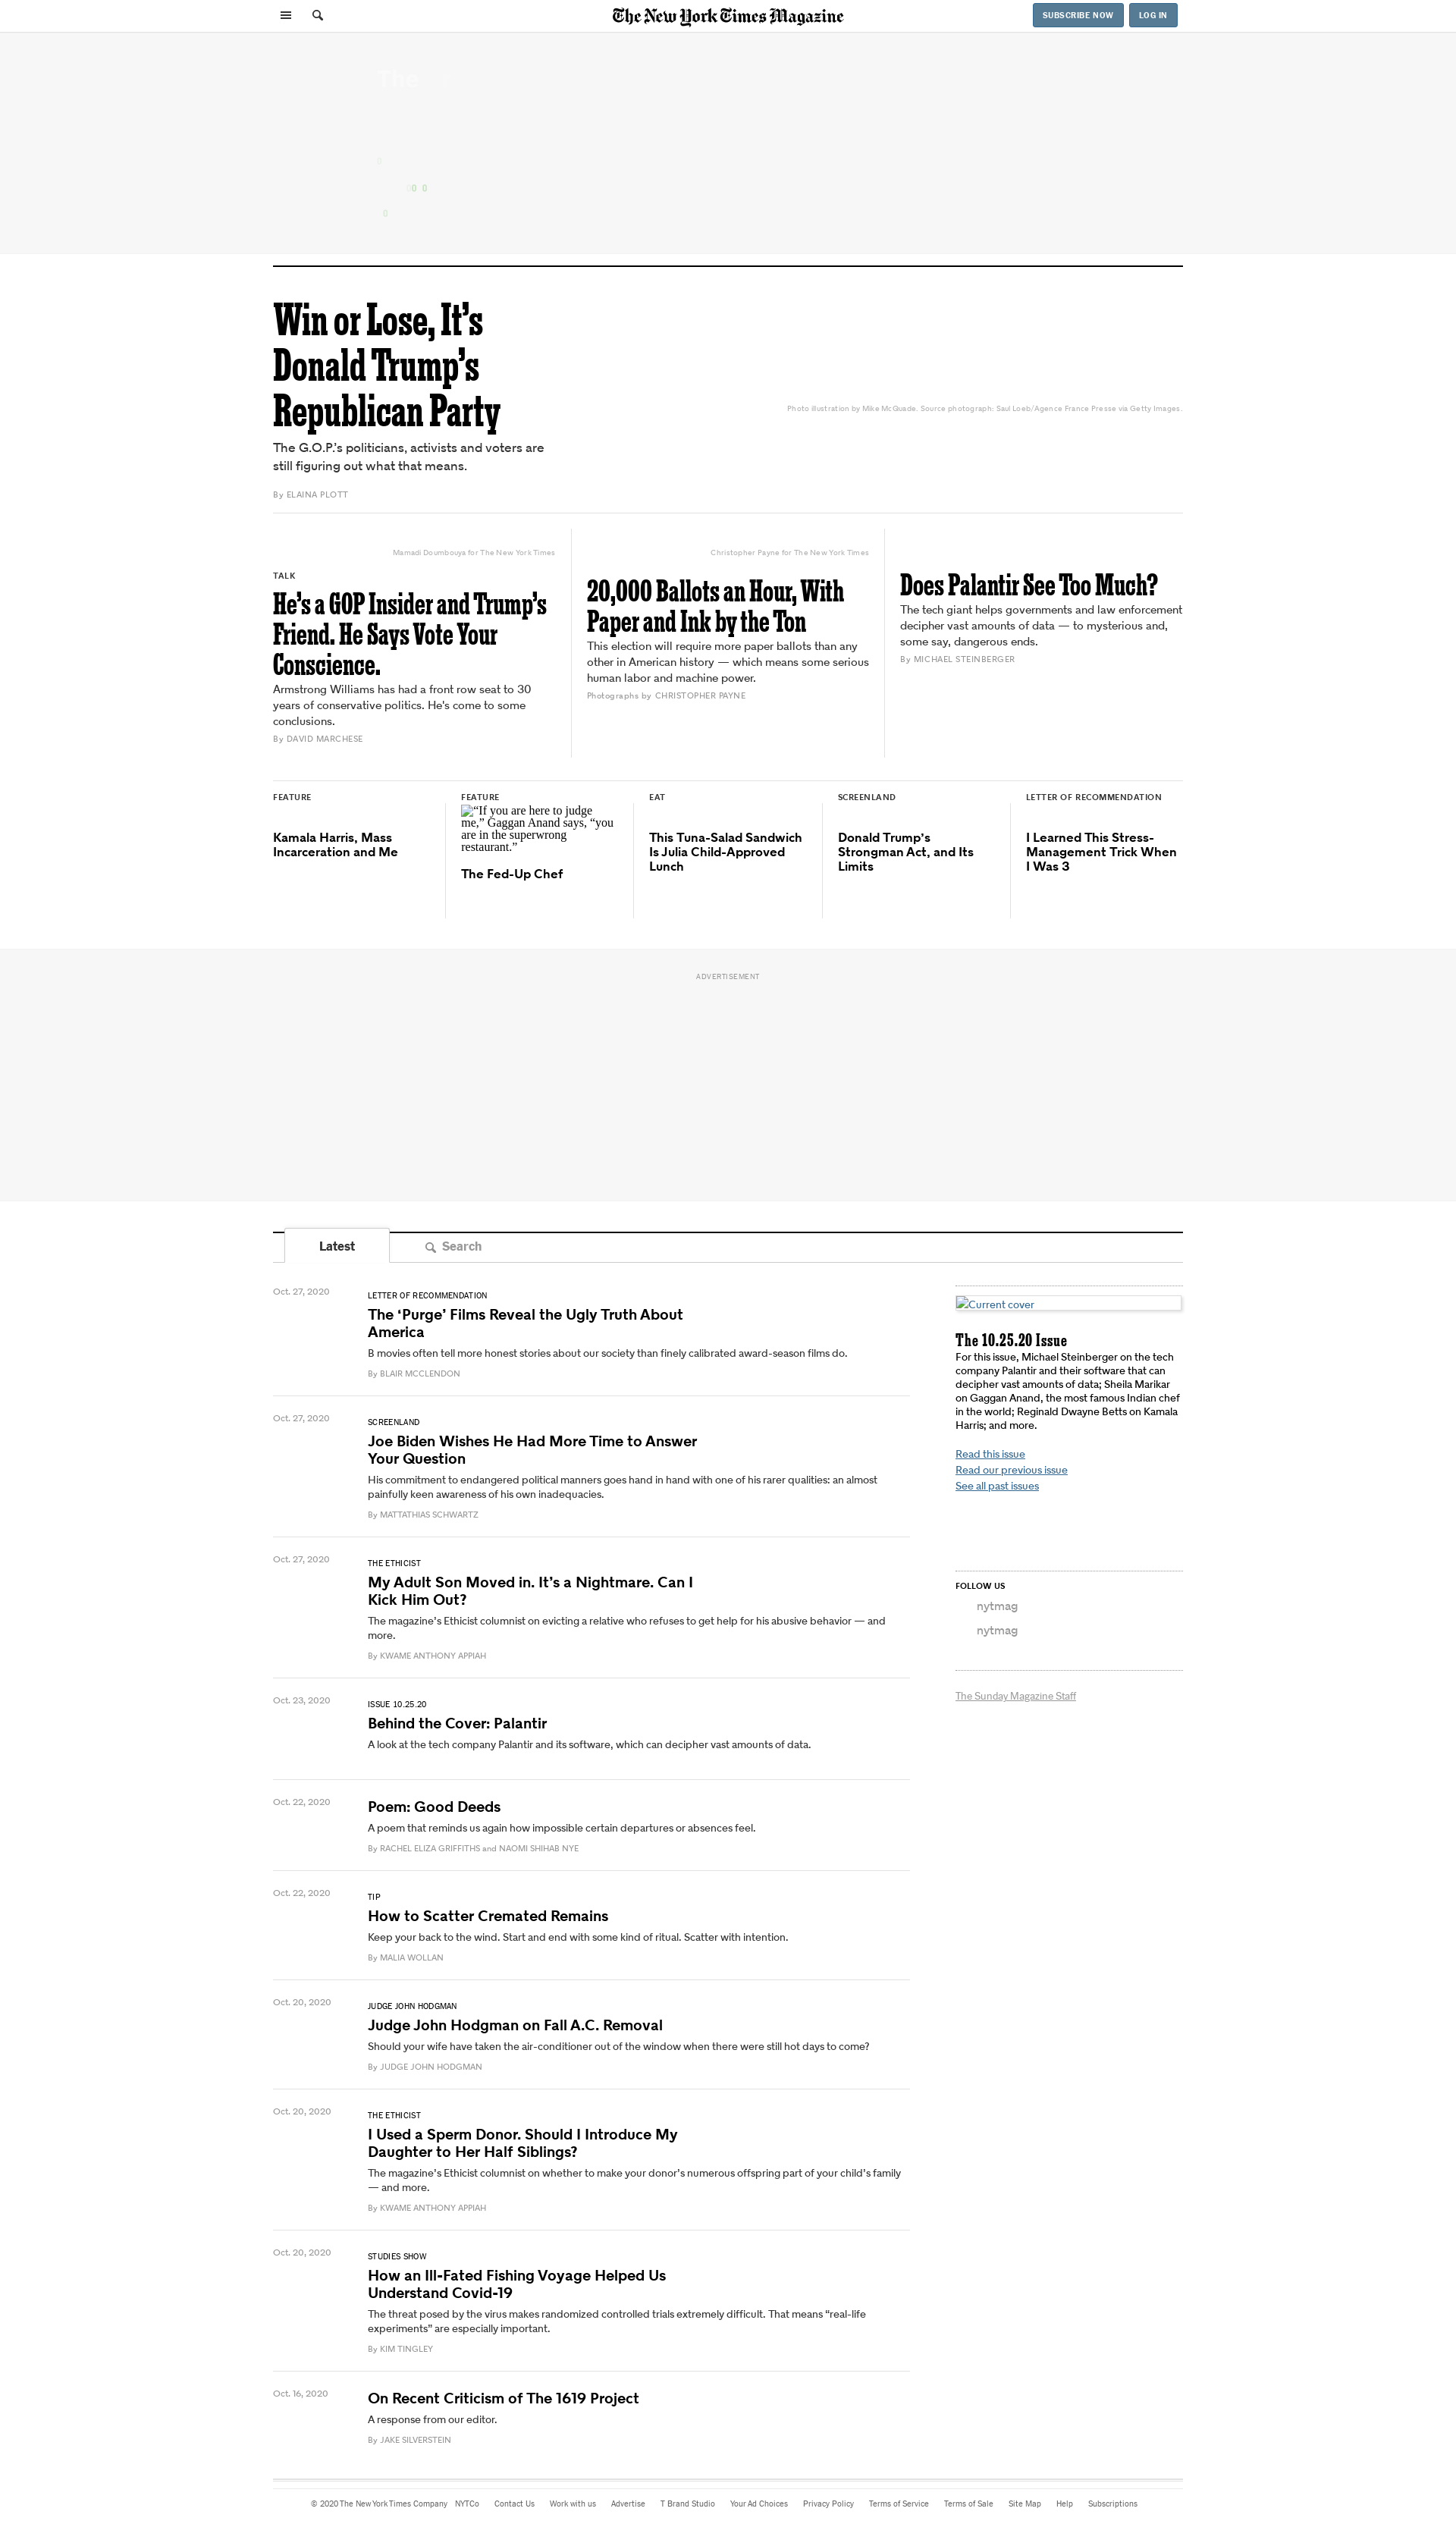 The New York Times Magazine
SUBSCRIBE NOW
LOG IN
The
0 0
0
Win or Lose, It’s
Donald Trump’s
Republican Party
The G.O.P.’s politicians, activists and voters are
still figuring out what that means.
By ELAINA PLOTT
Photo illustration by Mike McQuade. Source photograph: Saul Loeb/Agence France Presse via Getty Images.
Mamadi Doumbouya for The New York Times
TALK
He’s a GOP Insider and Trump’s
Friend. He Says Vote Your
Conscience.
Armstrong Williams has had a front row seat to 30
years of conservative politics. He's come to some
conclusions.
By DAVID MARCHESE
Christopher Payne for The New York Times
20,000 Ballots an Hour, With
Paper and Ink by the Ton
This election will require more paper ballots than any
other in American history — which means some serious
human labor and machine power.
Photographs by CHRISTOPHER PAYNE
Does Palantir See Too Much?
The tech giant helps governments and law enforcement
decipher vast amounts of data — to mysterious and,
some say, dangerous ends.
By MICHAEL STEINBERGER
FEATURE
Kamala Harris, Mass
Incarceration and Me
FEATURE
“If you are here to judge
me,” Gaggan Anand says, “you
are in the superwrong
restaurant.”
The Fed-Up Chef
EAT
This Tuna-Salad Sandwich
Is Julia Child-Approved
Lunch
SCREENLAND
Donald Trump’s
Strongman Act, and Its
Limits
LETTER OF RECOMMENDATION
I Learned This Stress-
Management Trick When
I Was 3
ADVERTISEMENT
Latest
Search
Oct. 27, 2020
LETTER OF RECOMMENDATION
The ‘Purge’ Films Reveal the Ugly Truth About
America
B movies often tell more honest stories about our society than finely calibrated award-season films do.
By BLAIR MCCLENDON
Oct. 27, 2020
SCREENLAND
Joe Biden Wishes He Had More Time to Answer
Your Question
His commitment to endangered political manners goes hand in hand with one of his rarer qualities: an almost
painfully keen awareness of his own inadequacies.
By MATTATHIAS SCHWARTZ
Oct. 27, 2020
THE ETHICIST
My Adult Son Moved in. It’s a Nightmare. Can I
Kick Him Out?
The magazine’s Ethicist columnist on evicting a relative who refuses to get help for his abusive behavior — and
more.
By KWAME ANTHONY APPIAH
Oct. 23, 2020
ISSUE 10.25.20
Behind the Cover: Palantir
A look at the tech company Palantir and its software, which can decipher vast amounts of data.
Oct. 22, 2020
Poem: Good Deeds
A poem that reminds us again how impossible certain departures or absences feel.
By RACHEL ELIZA GRIFFITHS and NAOMI SHIHAB NYE
Oct. 22, 2020
TIP
How to Scatter Cremated Remains
Keep your back to the wind. Start and end with some kind of ritual. Scatter with intention.
By MALIA WOLLAN
Oct. 20, 2020
JUDGE JOHN HODGMAN
Judge John Hodgman on Fall A.C. Removal
Should your wife have taken the air-conditioner out of the window when there were still hot days to come?
By JUDGE JOHN HODGMAN
Oct. 20, 2020
THE ETHICIST
I Used a Sperm Donor. Should I Introduce My
Daughter to Her Half Siblings?
The magazine’s Ethicist columnist on whether to make your donor’s numerous offspring part of your child’s family
— and more.
By KWAME ANTHONY APPIAH
Oct. 20, 2020
STUDIES SHOW
How an Ill-Fated Fishing Voyage Helped Us
Understand Covid-19
The threat posed by the virus makes randomized controlled trials extremely difficult. That means “real-life
experiments” are especially important.
By KIM TINGLEY
Oct. 16, 2020
On Recent Criticism of The 1619 Project
A response from our editor.
By JAKE SILVERSTEIN
Current cover
The 10.25.20 Issue
For this issue, Michael Steinberger on the tech
company Palantir and their software that can
decipher vast amounts of data; Sheila Marikar
on Gaggan Anand, the most famous Indian chef
in the world; Reginald Dwayne Betts on Kamala
Harris; and more.
Read this issue
Read our previous issue
See all past issues
FOLLOW US
nytmag
nytmag
The Sunday Magazine Staff
© 2020 The New York Times Company NYTCo Contact Us Work with us Advertise T Brand Studio Your Ad Choices Privacy Policy Terms of Service Terms of Sale Site Map Help Subscriptions